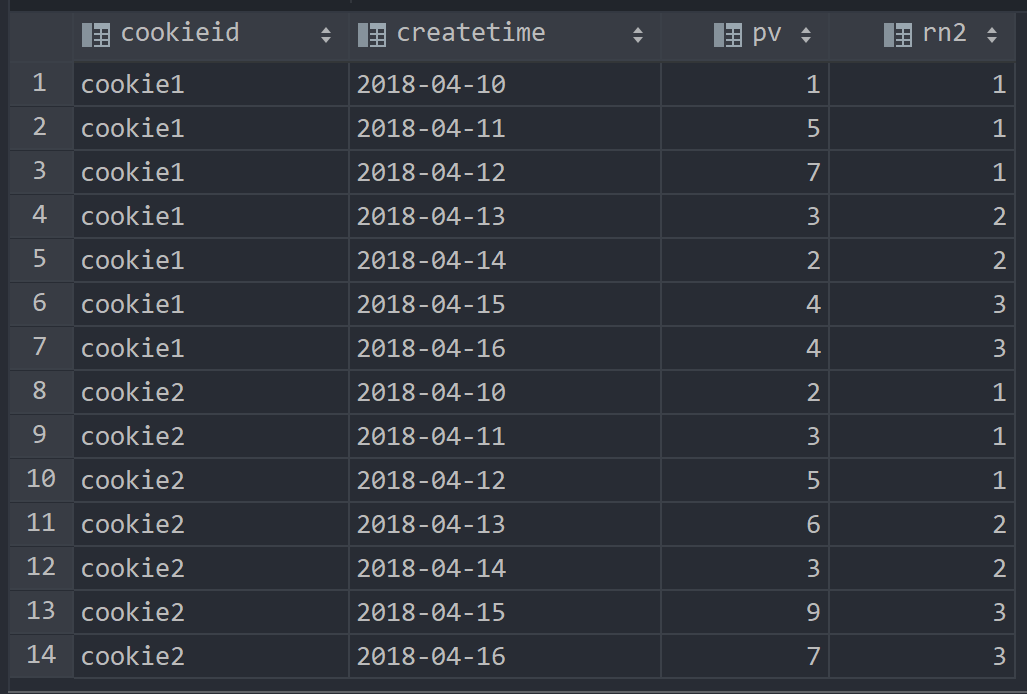 cookieid createtime pv rn2
1 cookie1 2018-04-10 1 1
2 cookie1 2018-04-11 5 1
3 cookie1 2018-04-12 7 1
4 cookie1 2018-04-13 3 2
5 cookie1 2018-04-14 2 2
6 cookie1 2018-04-15 4 3
7 cookie1 2018-04-16 4 3
8 cookie2 2018-04-10 2 1
9 cookie2 2018-04-11 3 1
10 cookie2 2018-04-12 5 1
11 cookie2 2018-04-13 6 2
12 cookie2 2018-04-14 3 2
13 cookie2 2018-04-15 9 3
14 cookie2 2018-04-16 7 3